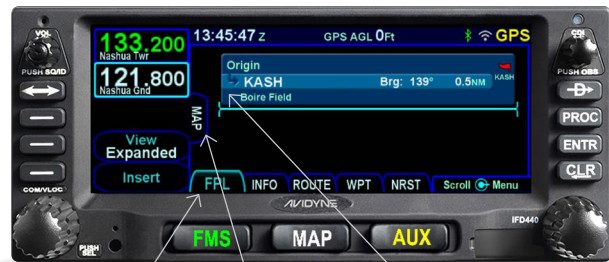 VOL
PUSH SQ/ID
COM/VLOC
PUSH
SEL
133.200
Nashua Twr
121.800
Nashua Gnd
View
Expanded
Insert
MAP
13:45:47 Z
GPS AGL 0FT
GPS
Origin
KASH
Brg: 139°
0.5NM
KASH
Boire Field
FPL
INFO
ROUTE
WPT
NRST
Scroll
Menu
AVIDYNE
FMS
MAP
AUX
CDI
PUSH OBS
D
PROC
ENTR
CLR
IFD440